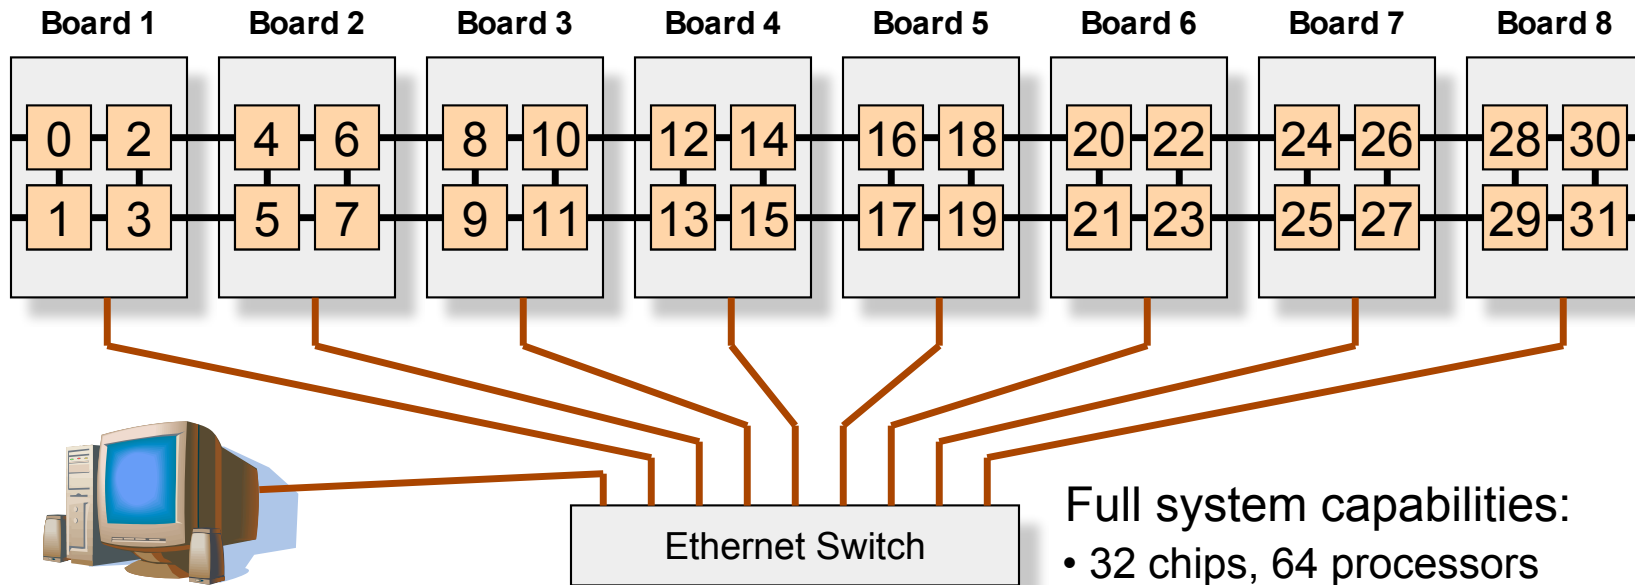 Board 1 Board 2 Board 3 Board 4 Board 5 Board 6 Board 7 Board 8
0 2 4 6 8 10 12 14 16 18 20 22 24 26 28 30
1 3 5 7 9 11 13 15 17 19 21 23 25 27 29 31
Ethernet Switch
Full system capabilities:
• 32 chips, 64 processors